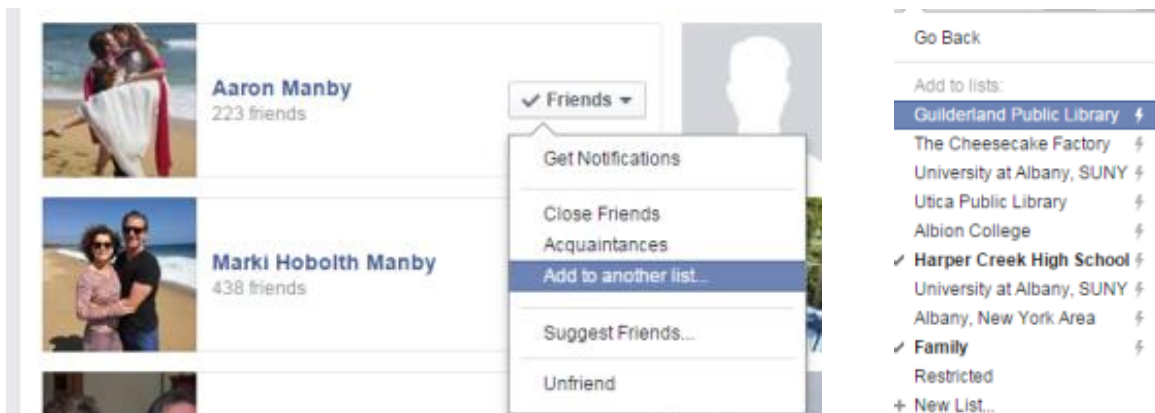 Aaron Manby
223 friends
Friends
Get Notifications
Close Friends
Acquaintances
Marki Hobolth Manby
438 friends
Add to another list...
Suggest Friends...
Unfriend
Go Back
Add to lists:
Guilderland Public Library
The Cheesecake Factory
University at Albany, SUNY
Utica Public Library
Albion College
Harper Creek High School
University at Albany, SUNY
Albany, New York Area
Family
Restricted
+ New List...